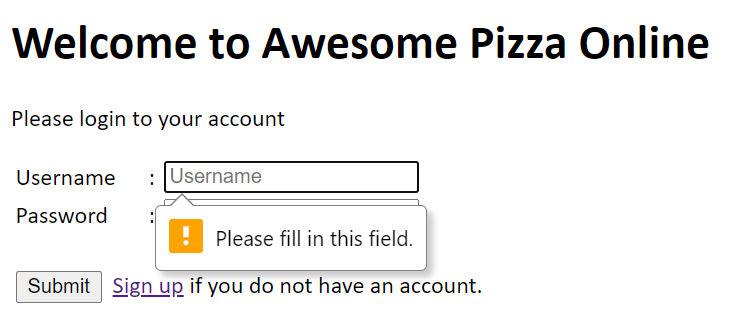 Welcome to Awesome Pizza Online
Please login to your account
Username : Username
Password :
Please fill in this field.
Submit Sign up if you do not have an account.